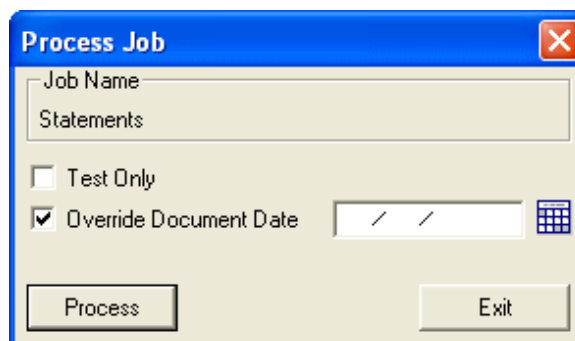 Process Job
Job Name
Statements
Test Only
Override Document Date / /
Process Exit